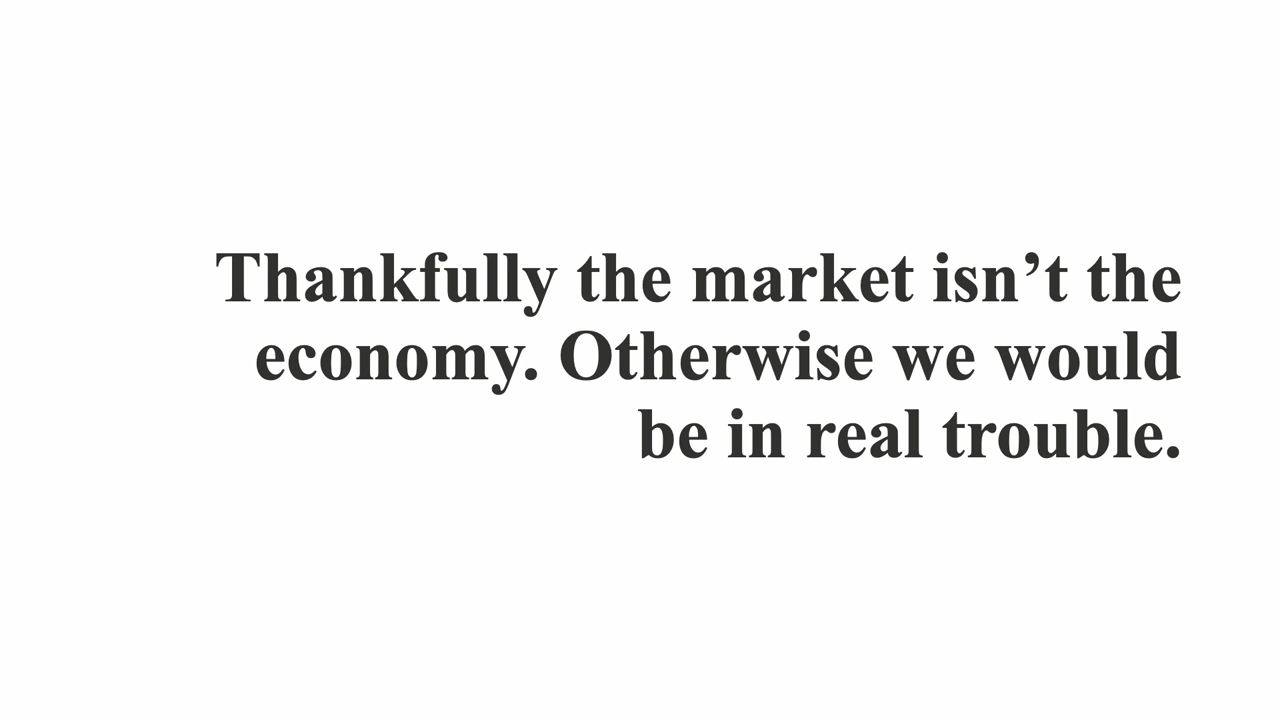 Thankfully the market isn’t the
economy. Otherwise we would
be in real trouble.